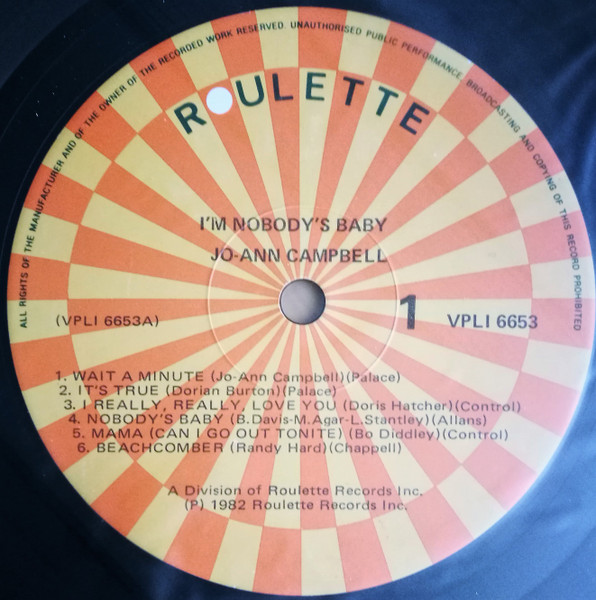 ALL RIGHTS OF THE MANUFACTURER AND OF THE OWNER OF THE RECORDED WORK RESERVED. UNAUTHORISED PUBLIC PERFORMANCE BROADCASTING AND COPYING OF THIS RECORD PROHIBITED
ROULETTE
I'M NOBODY'S BABY
JO-ANN CAMPBELL
(VPLI 6653A) 1 VPLI 6653
1. WAIT A MINUTE (Jo-Ann Campbell)(Palace)
2. IT'S TRUE (Dorian Burton)(Palace)
3. I REALLY, REALLY, LOVE YOU (Doris Hatcher)(Control)
4. NOBODY'S BABY (B.Davis-M.Agar-L.Stantley)(Allans)
5. MAMA (CAN I GO OUT TONITE) (Bo Diddley)(Control)
6. BEACHCOMBER (Randy Hard)(Chappell)
A Division of Roulette Records Inc.
(P) 1982 Roulette Records Inc.